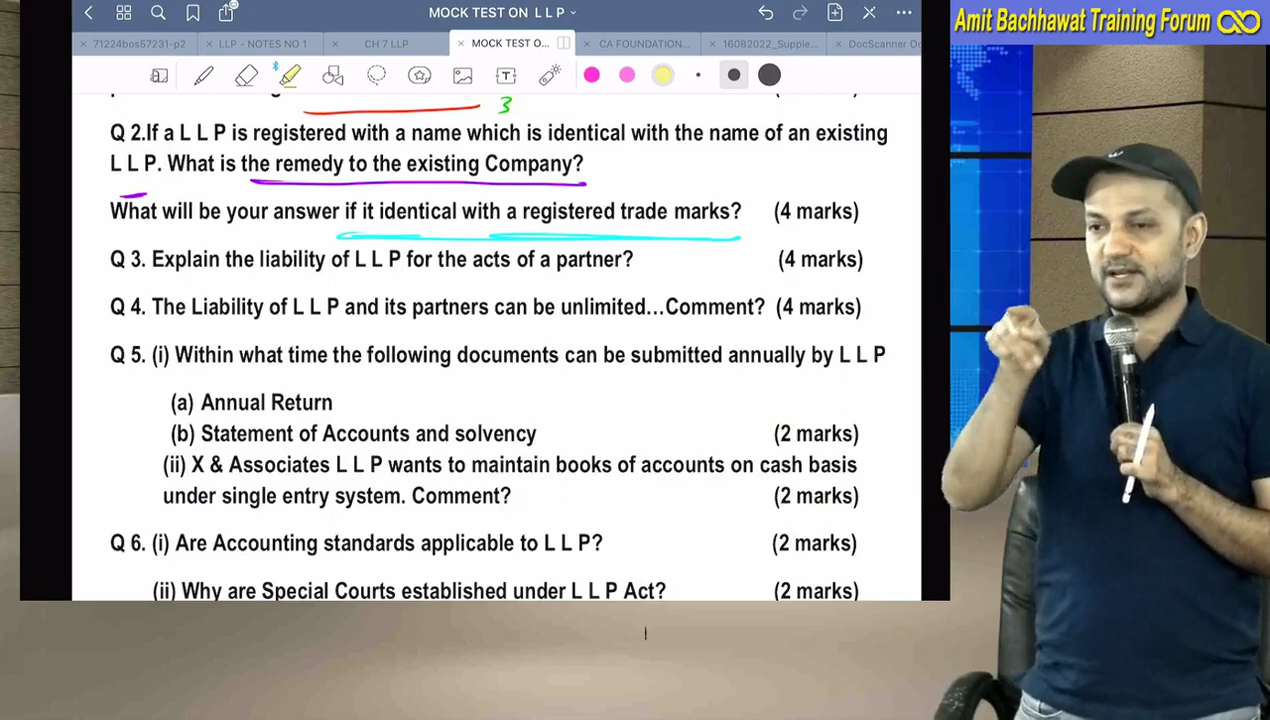 MOCK TEST ON L L P
Amit Bachhawat Training Forum
71224bos57231-p2
LLP - NOTES NO 1
CH 7 LLP
MOCK TEST O...
CA FOUNDATION...
16082022_Supple...
DocScanner Oc
3
Q 2.If a L L P is registered with a name which is identical with the name of an existing
L L P. What is the remedy to the existing Company?
What will be your answer if it identical with a registered trade marks? (4 marks)
Q 3. Explain the liability of L L P for the acts of a partner? (4 marks)
Q 4. The Liability of L L P and its partners can be unlimited...Comment? (4 marks)
Q 5. (i) Within what time the following documents can be submitted annually by L L P
(a) Annual Return
(b) Statement of Accounts and solvency (2 marks)
(ii) X & Associates L L P wants to maintain books of accounts on cash basis
under single entry system. Comment? (2 marks)
Q 6. (i) Are Accounting standards applicable to L L P? (2 marks)
(ii) Why are Special Courts established under L L P Act? (2 marks)